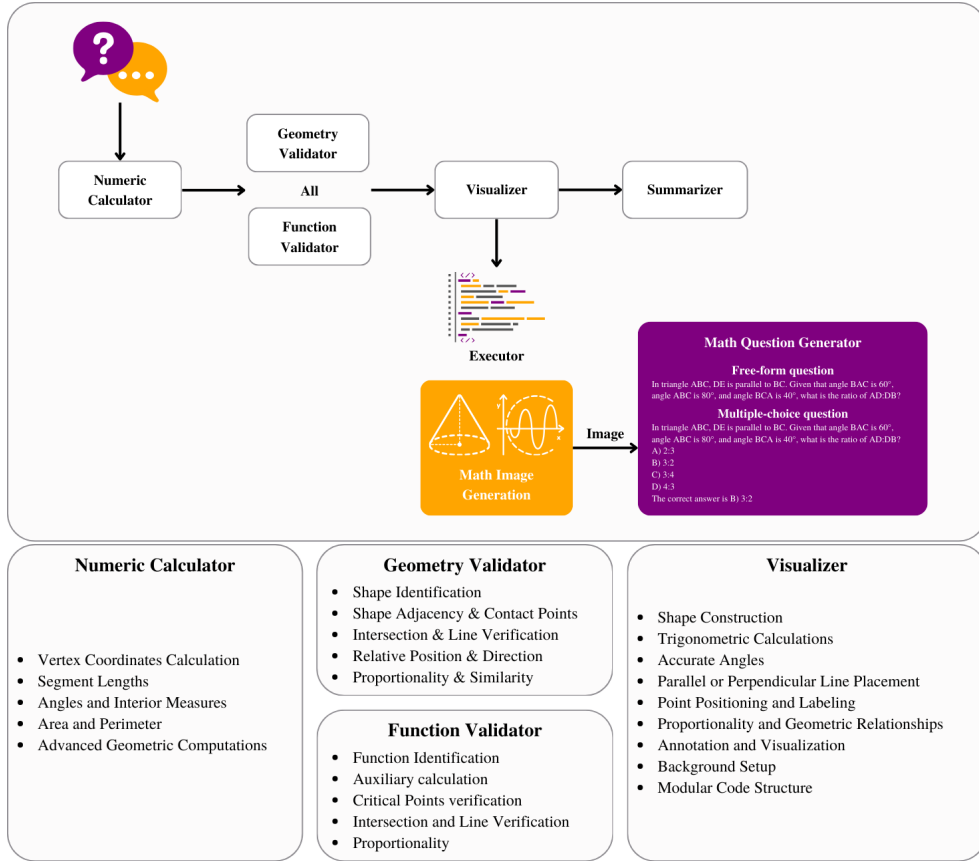 ?
Numeric
Calculator
Geometry
Validator
All
Function
Validator
Visualizer
Summarizer
</>
</>
Executor
y
x
Math Image
Generation
Image
Math Question Generator
Free-form question
In triangle ABC, DE is parallel to BC. Given that angle BAC is 60°,
angle ABC is 80°, and angle BCA is 40°, what is the ratio of AD:DB?
Multiple-choice question
In triangle ABC, DE is parallel to BC. Given that angle BAC is 60°,
angle ABC is 80°, and angle BCA is 40°, what is the ratio of AD:DB?
A) 2:3
B) 3:2
C) 3:4
D) 4:3
The correct answer is B) 3:2
Numeric Calculator
• Vertex Coordinates Calculation
• Segment Lengths
• Angles and Interior Measures
• Area and Perimeter
• Advanced Geometric Computations
Geometry Validator
• Shape Identification
• Shape Adjacency & Contact Points
• Intersection & Line Verification
• Relative Position & Direction
• Proportionality & Similarity
Function Validator
• Function Identification
• Auxiliary calculation
• Critical Points verification
• Intersection and Line Verification
• Proportionality
Visualizer
• Shape Construction
• Trigonometric Calculations
• Accurate Angles
• Parallel or Perpendicular Line Placement
• Point Positioning and Labeling
• Proportionality and Geometric Relationships
• Annotation and Visualization
• Background Setup
• Modular Code Structure